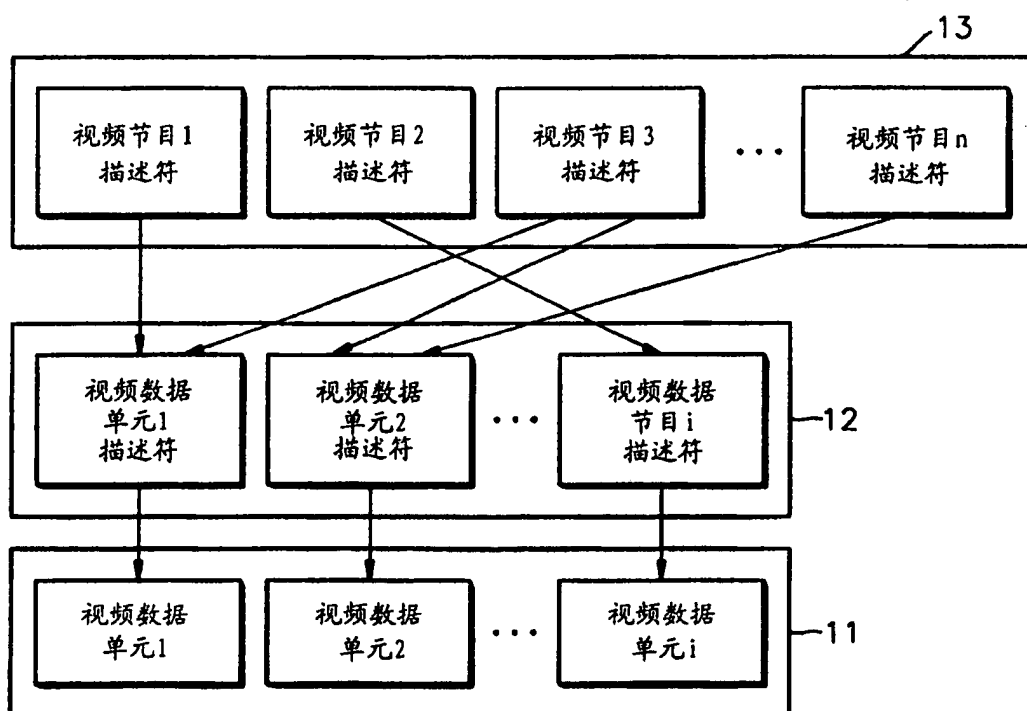 13
视频节目1
描述符
视频节目2
描述符
视频节目3
描述符
...
视频节目n
描述符
视频数据
单元1
描述符
视频数据
单元2
描述符
...
视频数据
节目i
描述符
12
视频数据
单元1
视频数据
单元2
...
视频数据
单元i
11